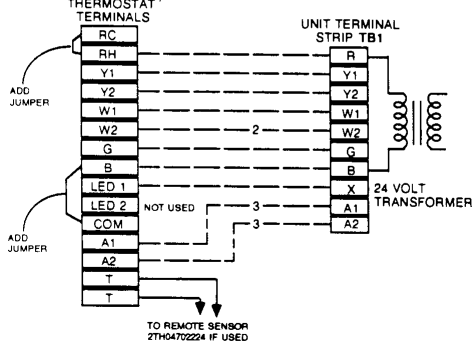 THERMOSTAT
TERMINALS
UNIT TERMINAL
STRIP TB1
RC
RH
Y1
Y2
W1
W2
G
B
LED 1
LED 2
COM
A1
A2
T
T
ADD
JUMPER
ADD
JUMPER
2
NOT USED
3
3
R
Y1
Y2
W1
W2
G
B
X
A1
A2
24 VOLT
TRANSFORMER
TO REMOTE SENSOR
2TH04702224 IF USED